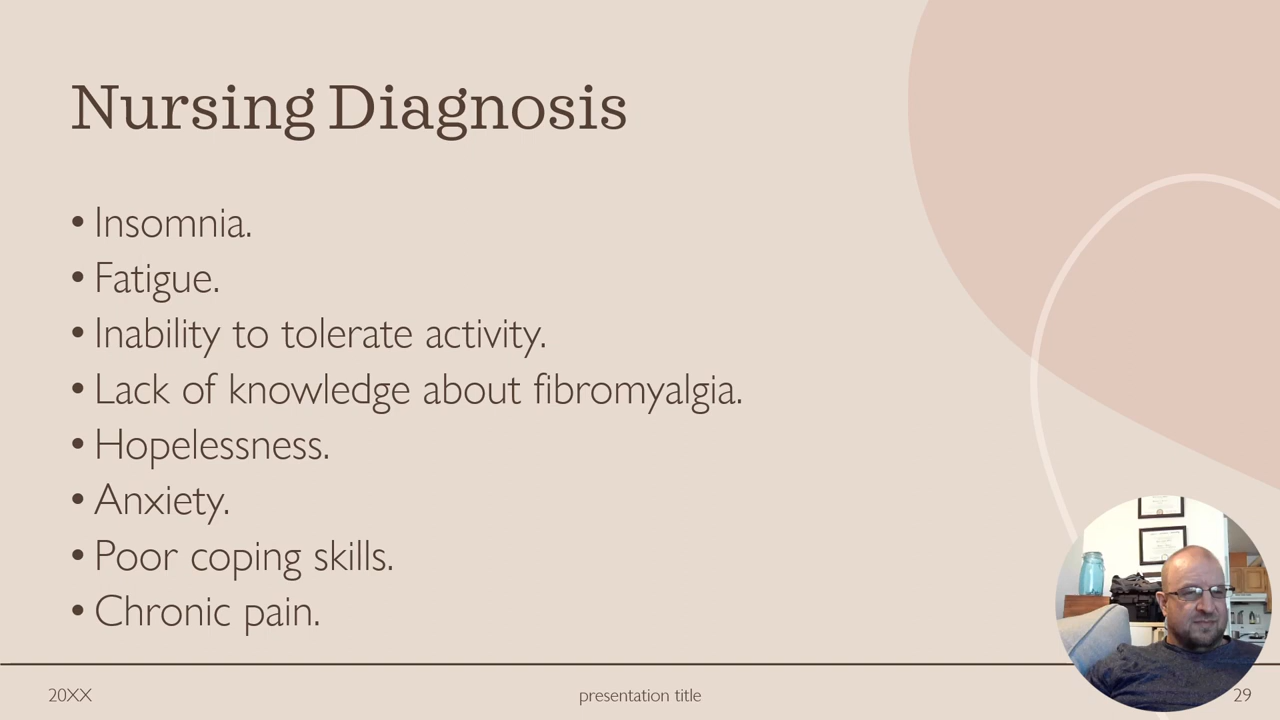 Nursing Diagnosis
• Insomnia.
• Fatigue.
• Inability to tolerate activity.
• Lack of knowledge about fibromyalgia.
• Hopelessness.
• Anxiety.
• Poor coping skills.
• Chronic pain.
20XX
presentation title
29